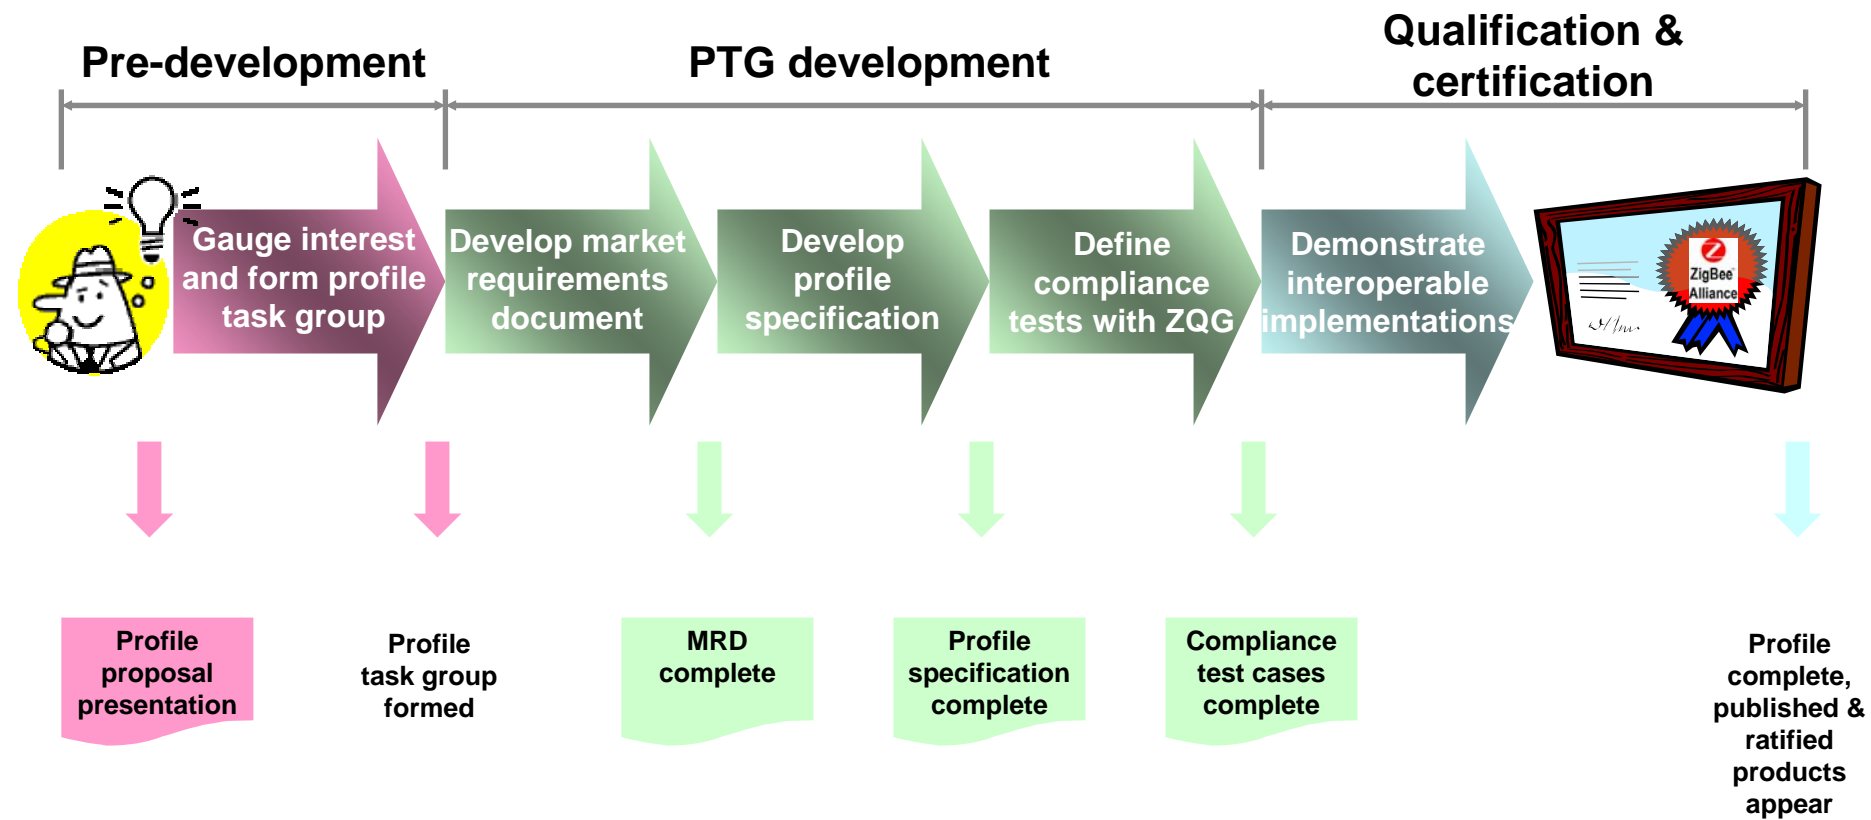 Pre-development
PTG development
Qualification &
certification
Gauge interest
and form profile
task group
Develop market
requirements
document
Develop
profile
specification
Define
compliance
tests with ZQG
Demonstrate
interoperable
implementations
ZigBee
Alliance
Profile
proposal
presentation
Profile
task group
formed
MRD
complete
Profile
specification
complete
Compliance
test cases
complete
Profile
complete,
published &
ratified
products
appear